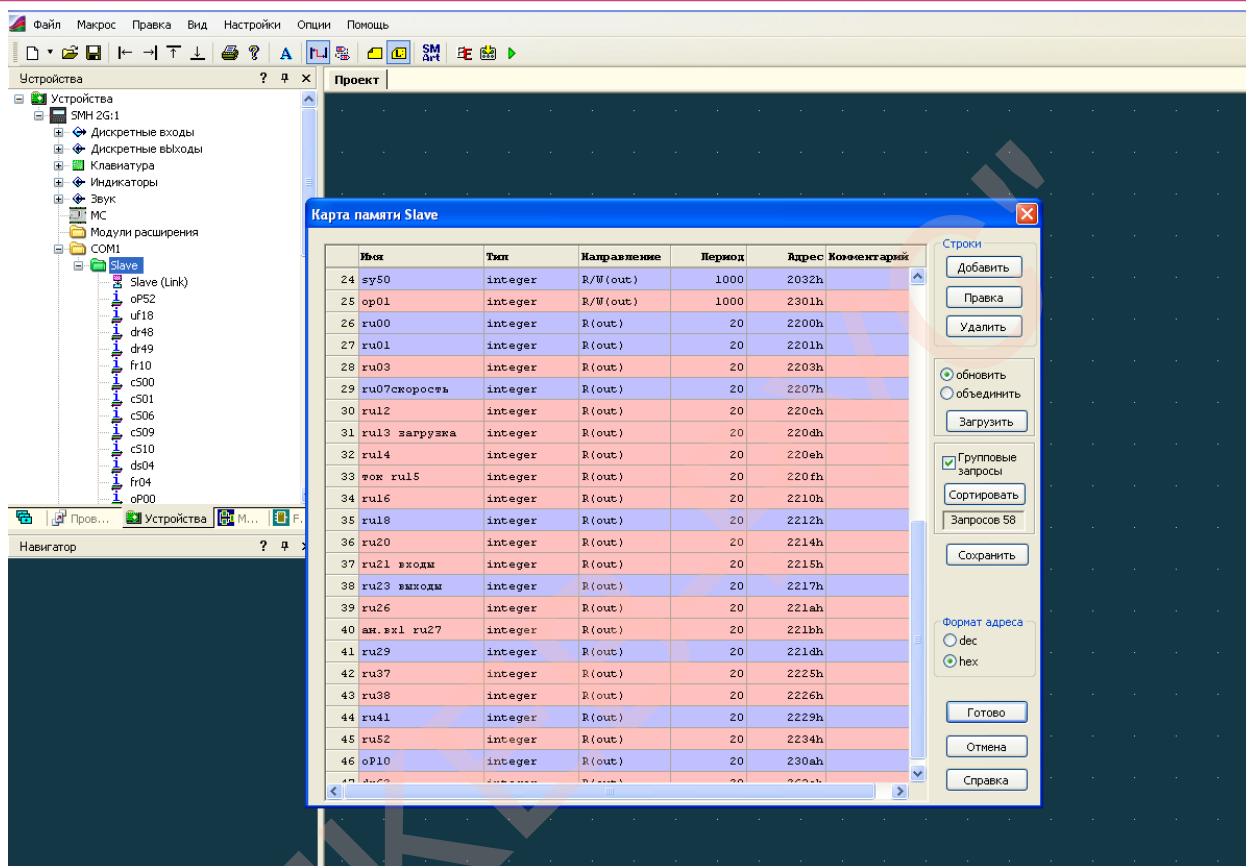 Файл Макрос Правка Вид Настройки Опции Помощь
A SM Art
Устройства ? x
Проект
Устройства
SMH 2G:1
Дискретные входы
Дискретные вЫходы
Клавиатура
Индикаторы
Звук
MC
Модули расширения
COM1
Slave
Slave (Link)
oP52
uf18
dr48
dr49
fr10
cS00
cS01
cS06
cS09
cS10
ds04
fr04
oP00
Пров... Устройства М... F.
Навигатор ?
Карта памяти Slave
Имя Тип Направление Период Адрес Комментарий
24 sy50 integer R/W(out) 1000 2032h
25 op01 integer R/W(out) 1000 2301h
26 ru00 integer R(out) 20 2200h
27 ru01 integer R(out) 20 2201h
28 ru03 integer R(out) 20 2203h
29 ru07скорость integer R(out) 20 2207h
30 ru12 integer R(out) 20 220ch
31 ru13 загрузка integer R(out) 20 220dh
32 ru14 integer R(out) 20 220eh
33 ток ru15 integer R(out) 20 220fh
34 ru16 integer R(out) 20 2210h
35 ru18 integer R(out) 20 2212h
36 ru20 integer R(out) 20 2214h
37 ru21 входы integer R(out) 20 2215h
38 ru23 выходы integer R(out) 20 2217h
39 ru26 integer R(out) 20 221ah
40 ан.вх1 ru27 integer R(out) 20 221bh
41 ru29 integer R(out) 20 221dh
42 ru37 integer R(out) 20 2225h
43 ru38 integer R(out) 20 2226h
44 ru41 integer R(out) 20 2229h
45 ru52 integer R(out) 20 2234h
46 oP10 integer R(out) 20 230ah
Строки
Добавить
Правка
Удалить
обновить
объединить
Загрузить
Групповые
запросы
Сортировать
Запросов 58
Сохранить
Формат адреса
dec
hex
Готово
Отмена
Справка